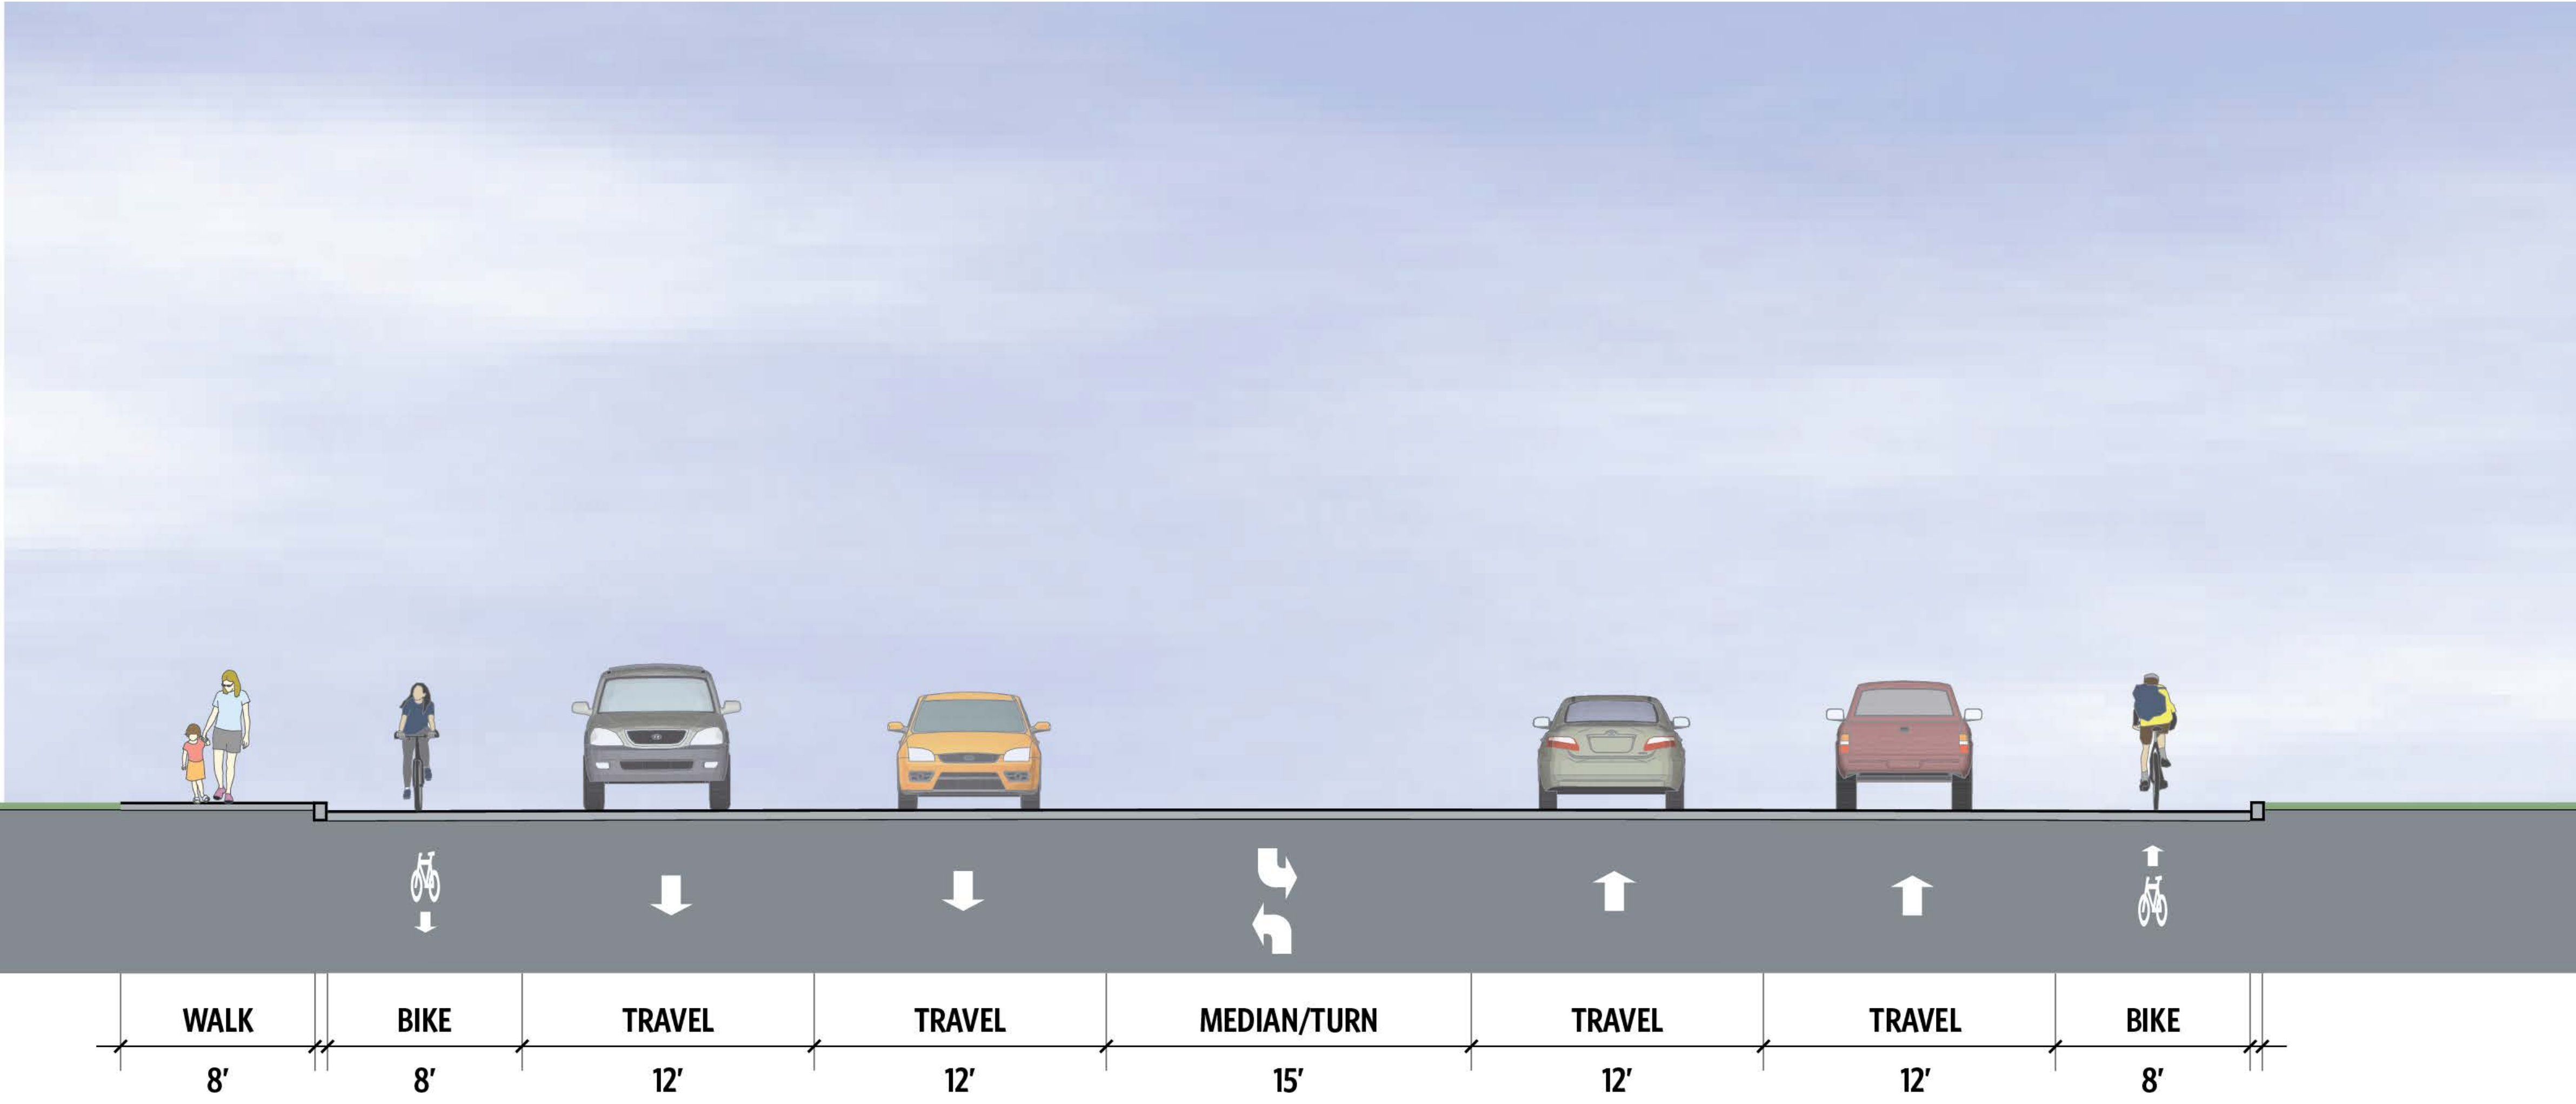 WALK BIKE TRAVEL TRAVEL MEDIAN/TURN TRAVEL TRAVEL BIKE
8' 8' 12' 12' 15' 12' 12' 8'